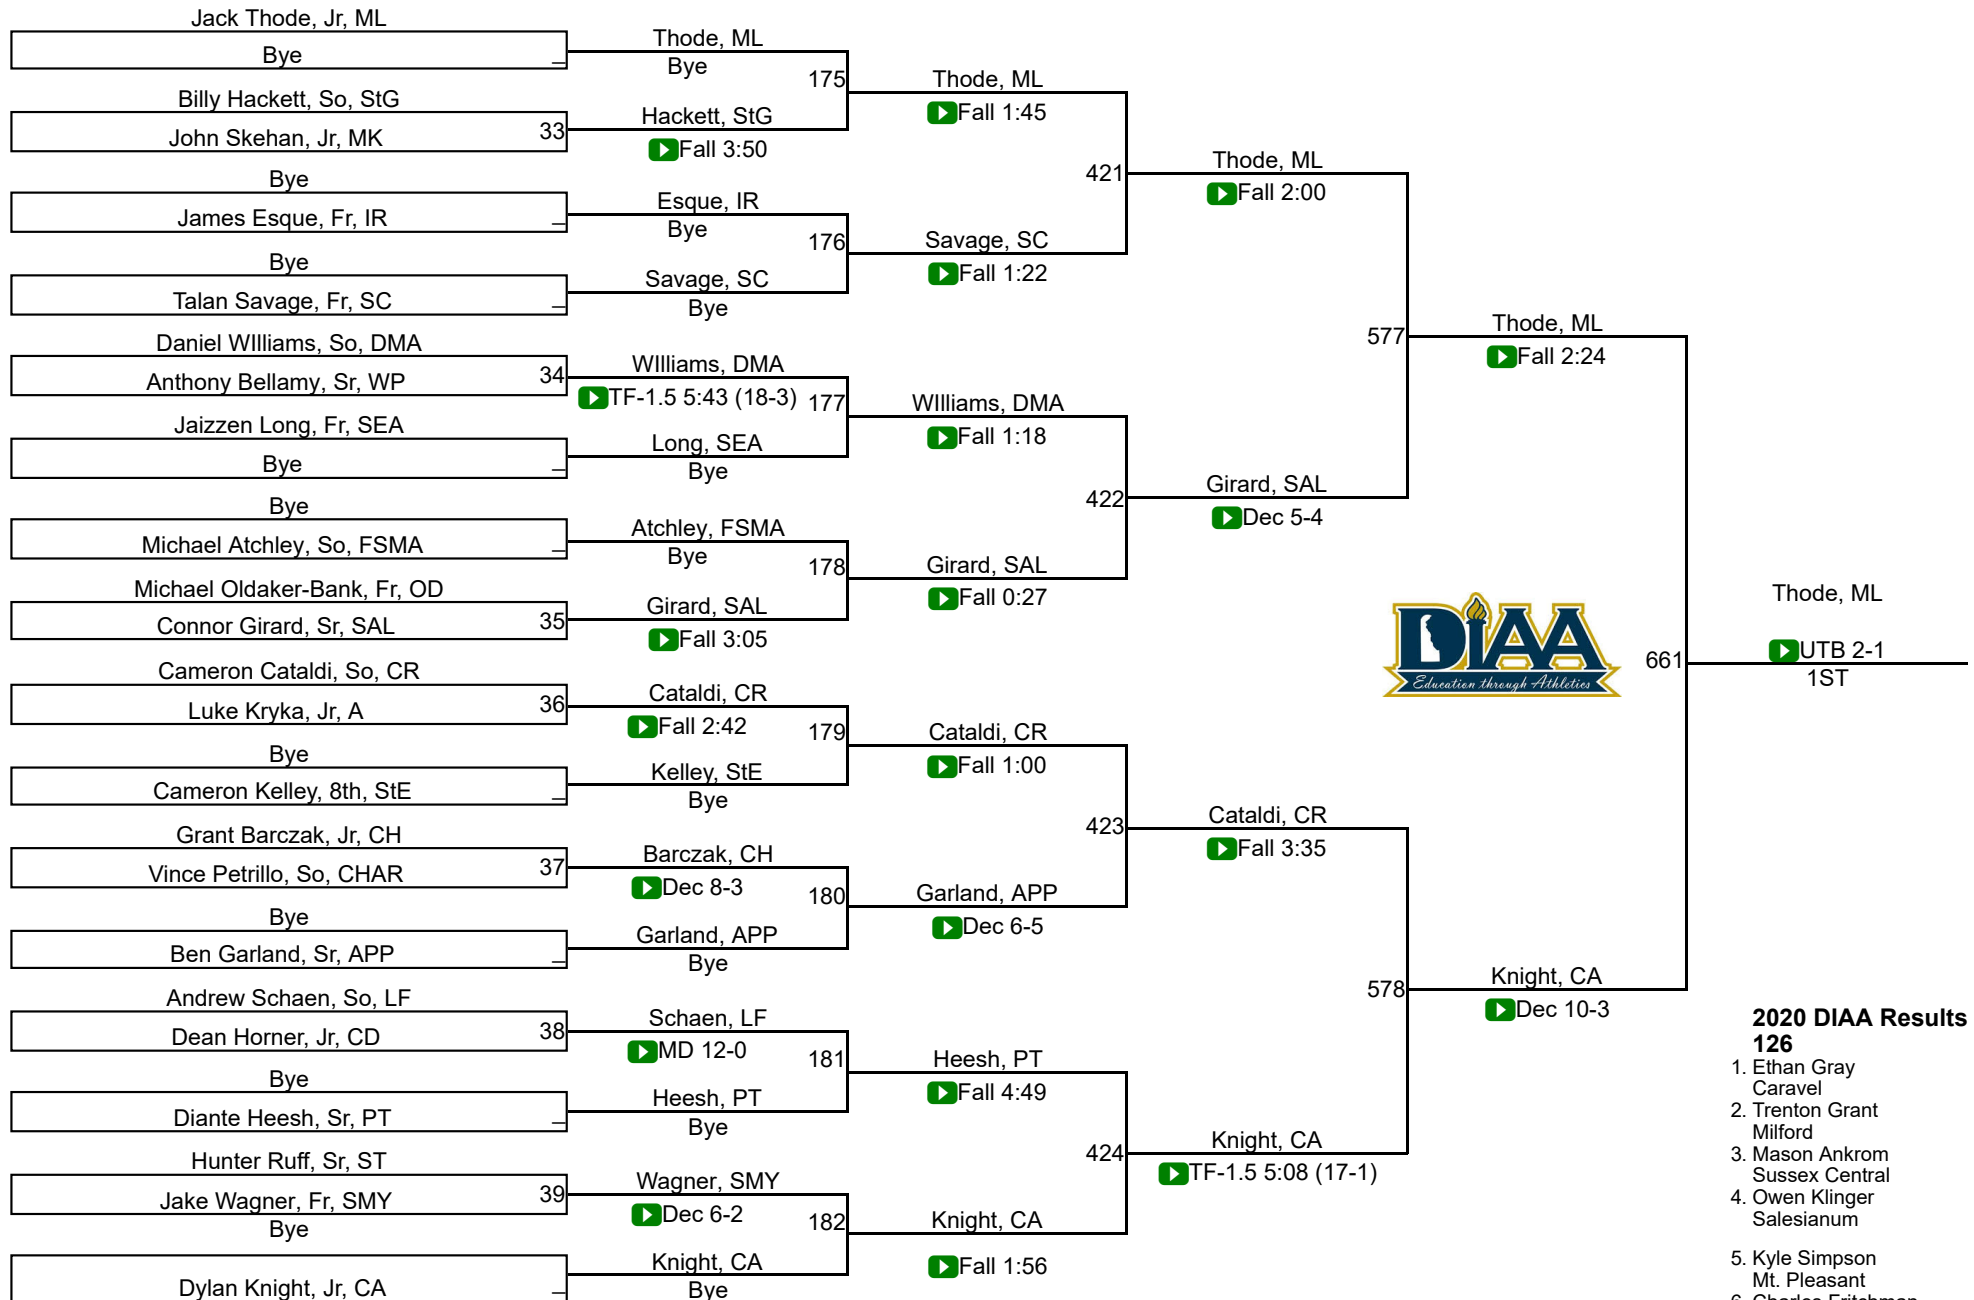 Jack Thode, Jr, ML
Bye
Billy Hackett, So, StG
John Skehan, Jr, MK
33
Bye
James Esque, Fr, IR
Bye
Talan Savage, Fr, SC
Daniel WIlliams, So, DMA
Anthony Bellamy, Sr, WP
34
Jaizzen Long, Fr, SEA
Bye
Bye
Michael Atchley, So, FSMA
Michael Oldaker-Bank, Fr, OD
Connor Girard, Sr, SAL
35
Cameron Cataldi, So, CR
Luke Kryka, Jr, A
36
Bye
Cameron Kelley, 8th, StE
Grant Barczak, Jr, CH
Vince Petrillo, So, CHAR
37
Bye
Ben Garland, Sr, APP
Andrew Schaen, So, LF
Dean Horner, Jr, CD
38
Bye
Diante Heesh, Sr, PT
Hunter Ruff, Sr, ST
Jake Wagner, Fr, SMY
39
Bye
Dylan Knight, Jr, CA
Thode, ML
Bye
175
Hackett, StG
Fall 3:50
Esque, IR
Bye
176
Savage, SC
Bye
WIlliams, DMA
TF-1.5 5:43 (18-3)
177
Long, SEA
Bye
Atchley, FSMA
Bye
178
Girard, SAL
Fall 3:05
Cataldi, CR
Fall 2:42
179
Kelley, StE
Bye
Barczak, CH
Dec 8-3
180
Garland, APP
Bye
Schaen, LF
MD 12-0
181
Heesh, PT
Bye
Wagner, SMY
Dec 6-2
182
Knight, CA
Bye
Thode, ML
Fall 1:45
421
Savage, SC
Fall 1:22
WIlliams, DMA
Fall 1:18
422
Girard, SAL
Fall 0:27
Cataldi, CR
Fall 1:00
423
Garland, APP
Dec 6-5
Heesh, PT
Fall 4:49
424
Knight, CA
Fall 1:56
Thode, ML
Fall 2:00
577
Girard, SAL
Dec 5-4
Cataldi, CR
Fall 3:35
578
Knight, CA
TF-1.5 5:08 (17-1)
Thode, ML
Fall 2:24
DIAA
Education through Athletics
661
Knight, CA
Dec 10-3
Thode, ML
UTB 2-1
1ST
2020 DIAA Results
126
1. Ethan Gray
Caravel
2. Trenton Grant
Milford
3. Mason Ankrom
Sussex Central
4. Owen Klinger
Salesianum
5. Kyle Simpson
Mt. Pleasant
6. Charles Fritchman